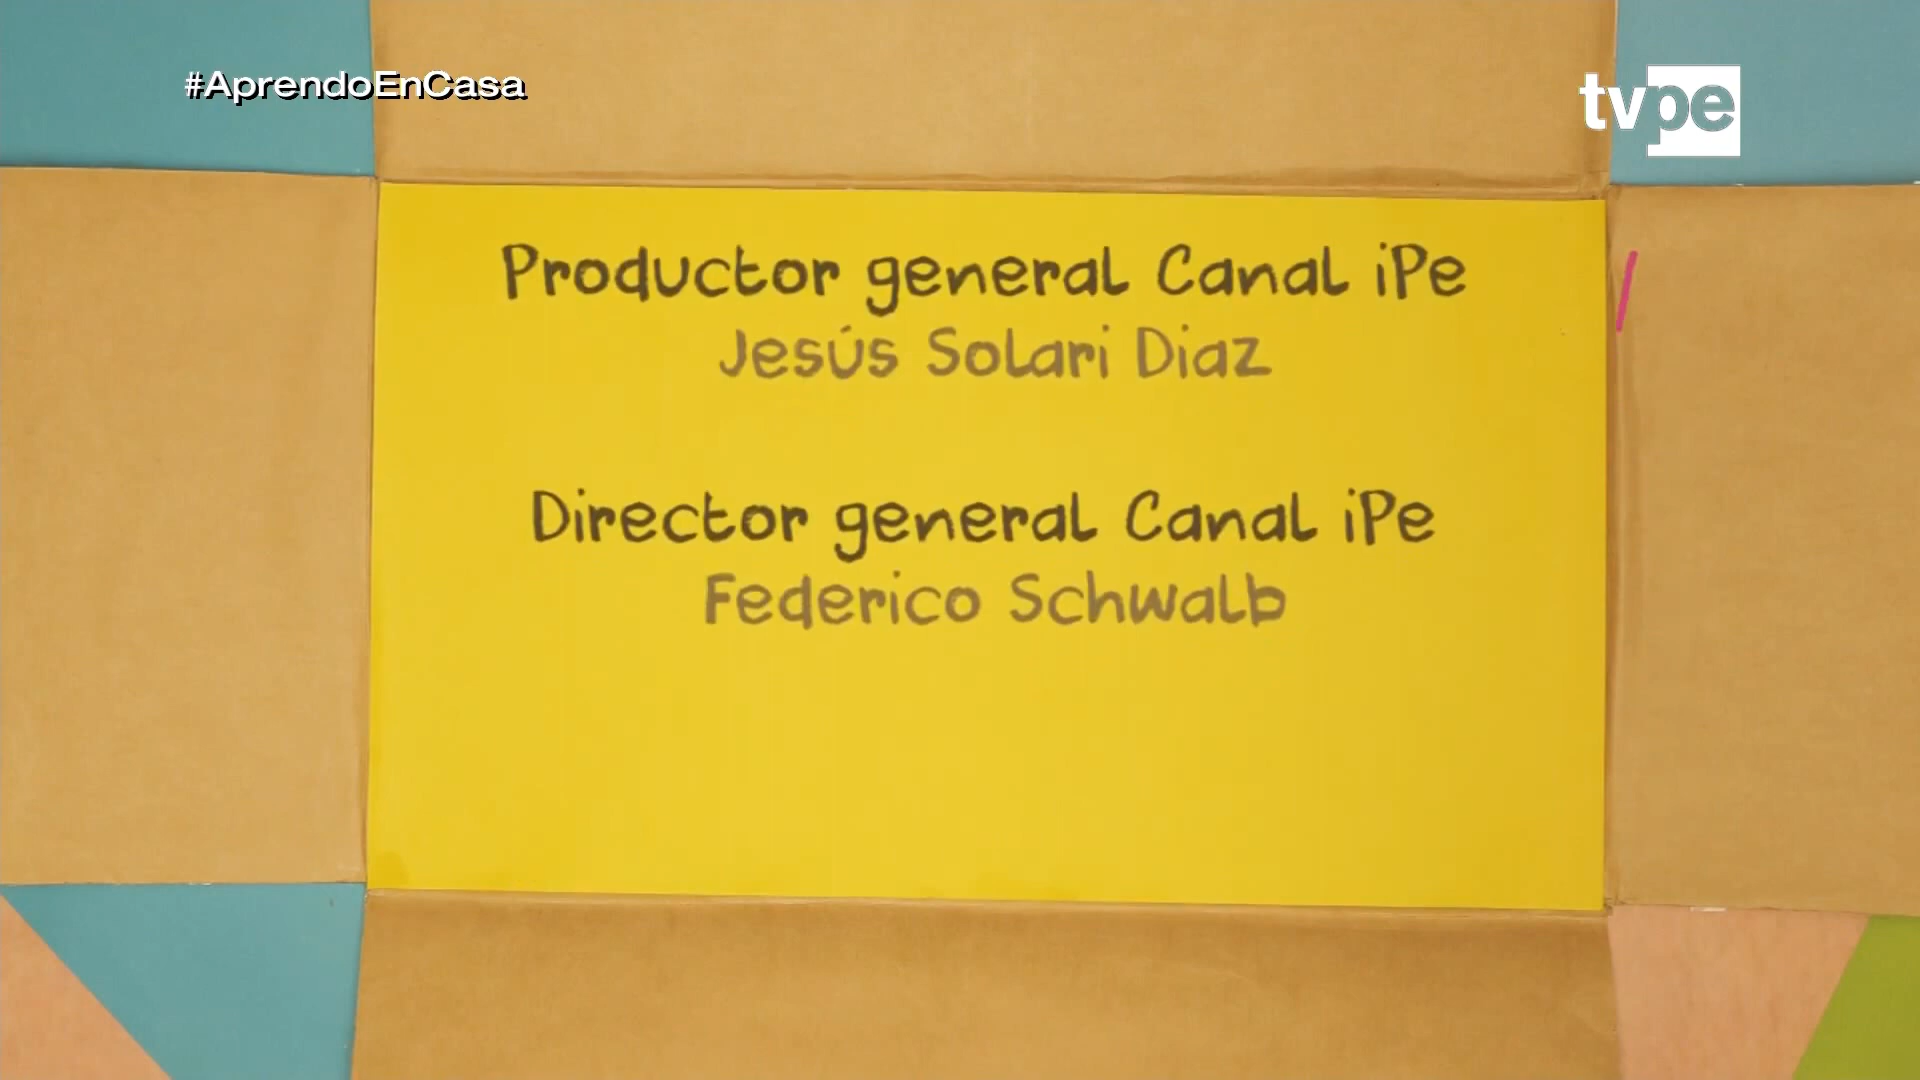 #AprendoEnCasa
tvpe
Productor general Canal iPe
Jesús Solari Diaz
Director general Canal iPe
Federico Schwalb